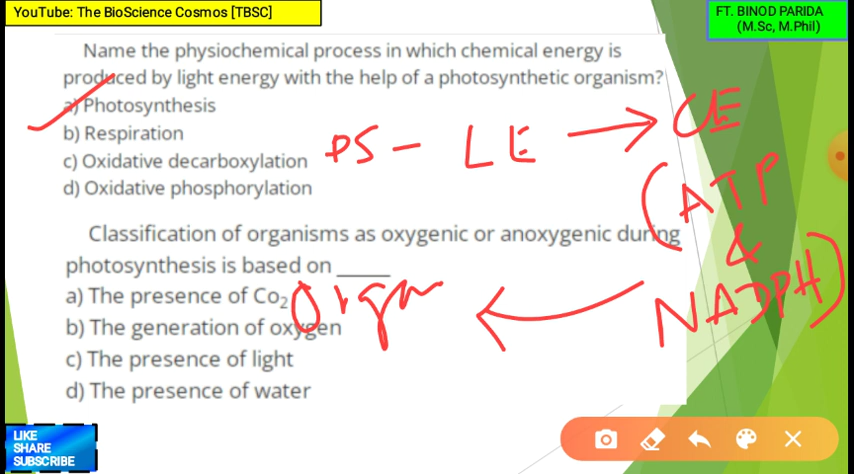 YouTube: The BioScience Cosmos [TBSC]
FT. BINOD PARIDA
(M.Sc, M.Phil)
Name the physiochemical process in which chemical energy is
produced by light energy with the help of a photosynthetic organism?
a) Photosynthesis
b) Respiration
c) Oxidative decarboxylation
d) Oxidative phosphorylation
PS - LE → CE
(ATP
&
NADPH)
Classification of organisms as oxygenic or anoxygenic during
photosynthesis is based on _____
a) The presence of Co₂
b) The generation of oxygen
c) The presence of light
d) The presence of water
LIKE
SHARE
SUBSCRIBE